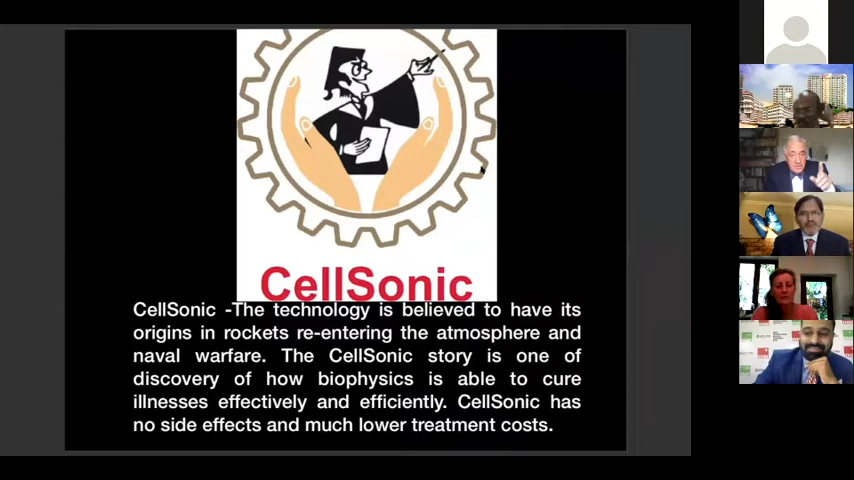 CellSonic
CellSonic -The technology is believed to have its
origins in rockets re-entering the atmosphere and
naval warfare. The CellSonic story is one of
discovery of how biophysics is able to cure
illnesses effectively and efficiently. CellSonic has
no side effects and much lower treatment costs.